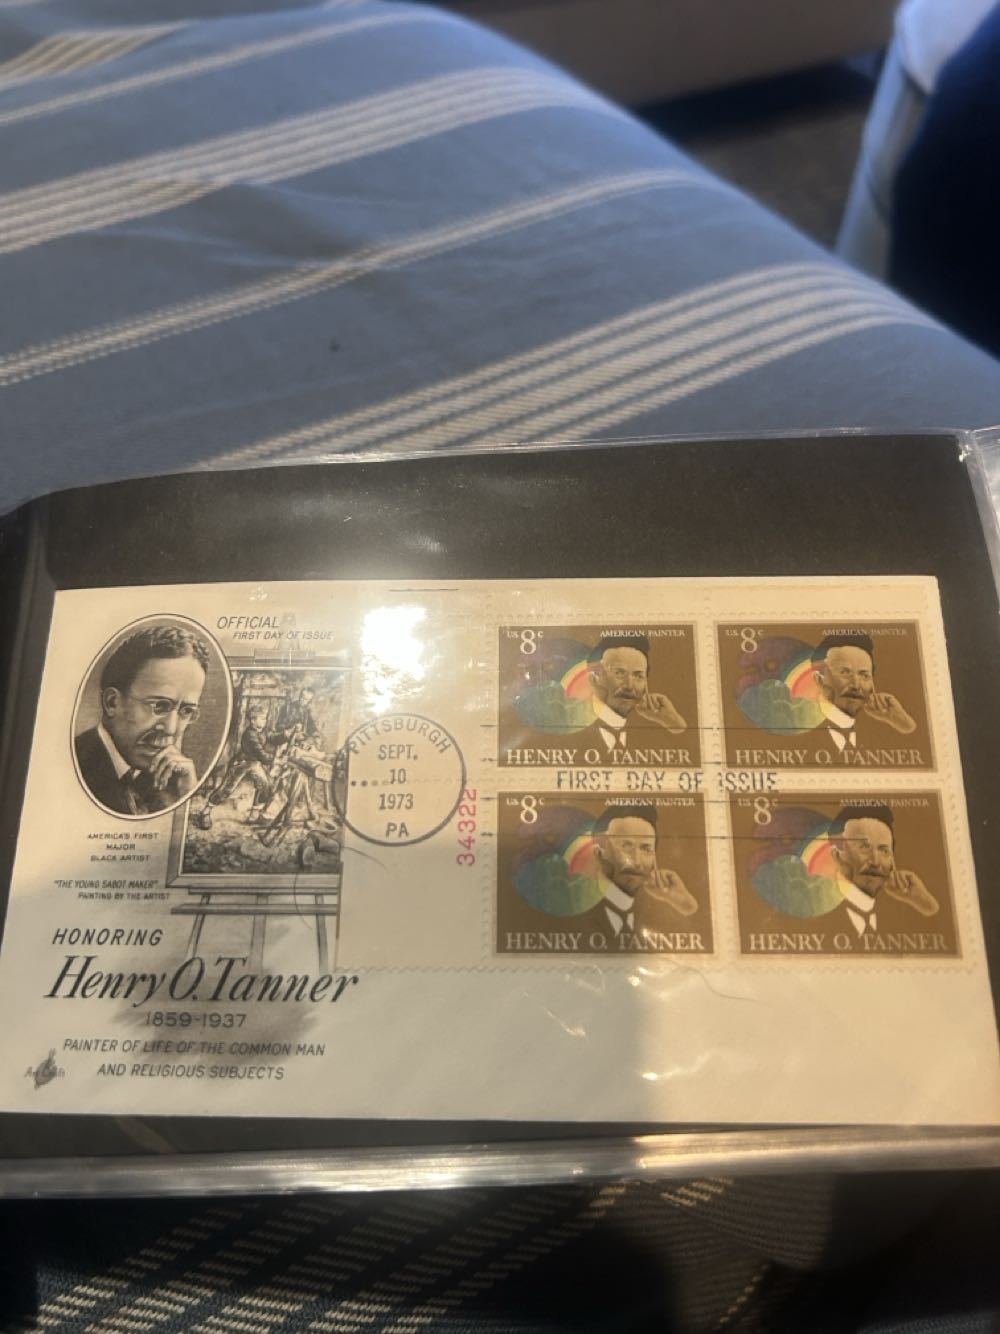 OFFICIAL
FIRST DAY OF ISSUE
AMERICA'S FIRST
MAJOR
BLACK ARTIST
"THE YOUNG SABOT MAKER"
PAINTING BY THE ARTIST
HONORING
Henry O. Tanner
1859-1937
PAINTER OF LIFE OF THE COMMON MAN
AND RELIGIOUS SUBJECTS
Art Craft
PITTSBURGH
SEPT.
10
1973
PA
34322
US 8c AMERICAN PAINTER
HENRY O. TANNER
US 8c AMERICAN PAINTER
HENRY O. TANNER
FIRST DAY OF ISSUE
US 8c AMERICAN PAINTER
HENRY O. TANNER
US 8c AMERICAN PAINTER
HENRY O. TANNER